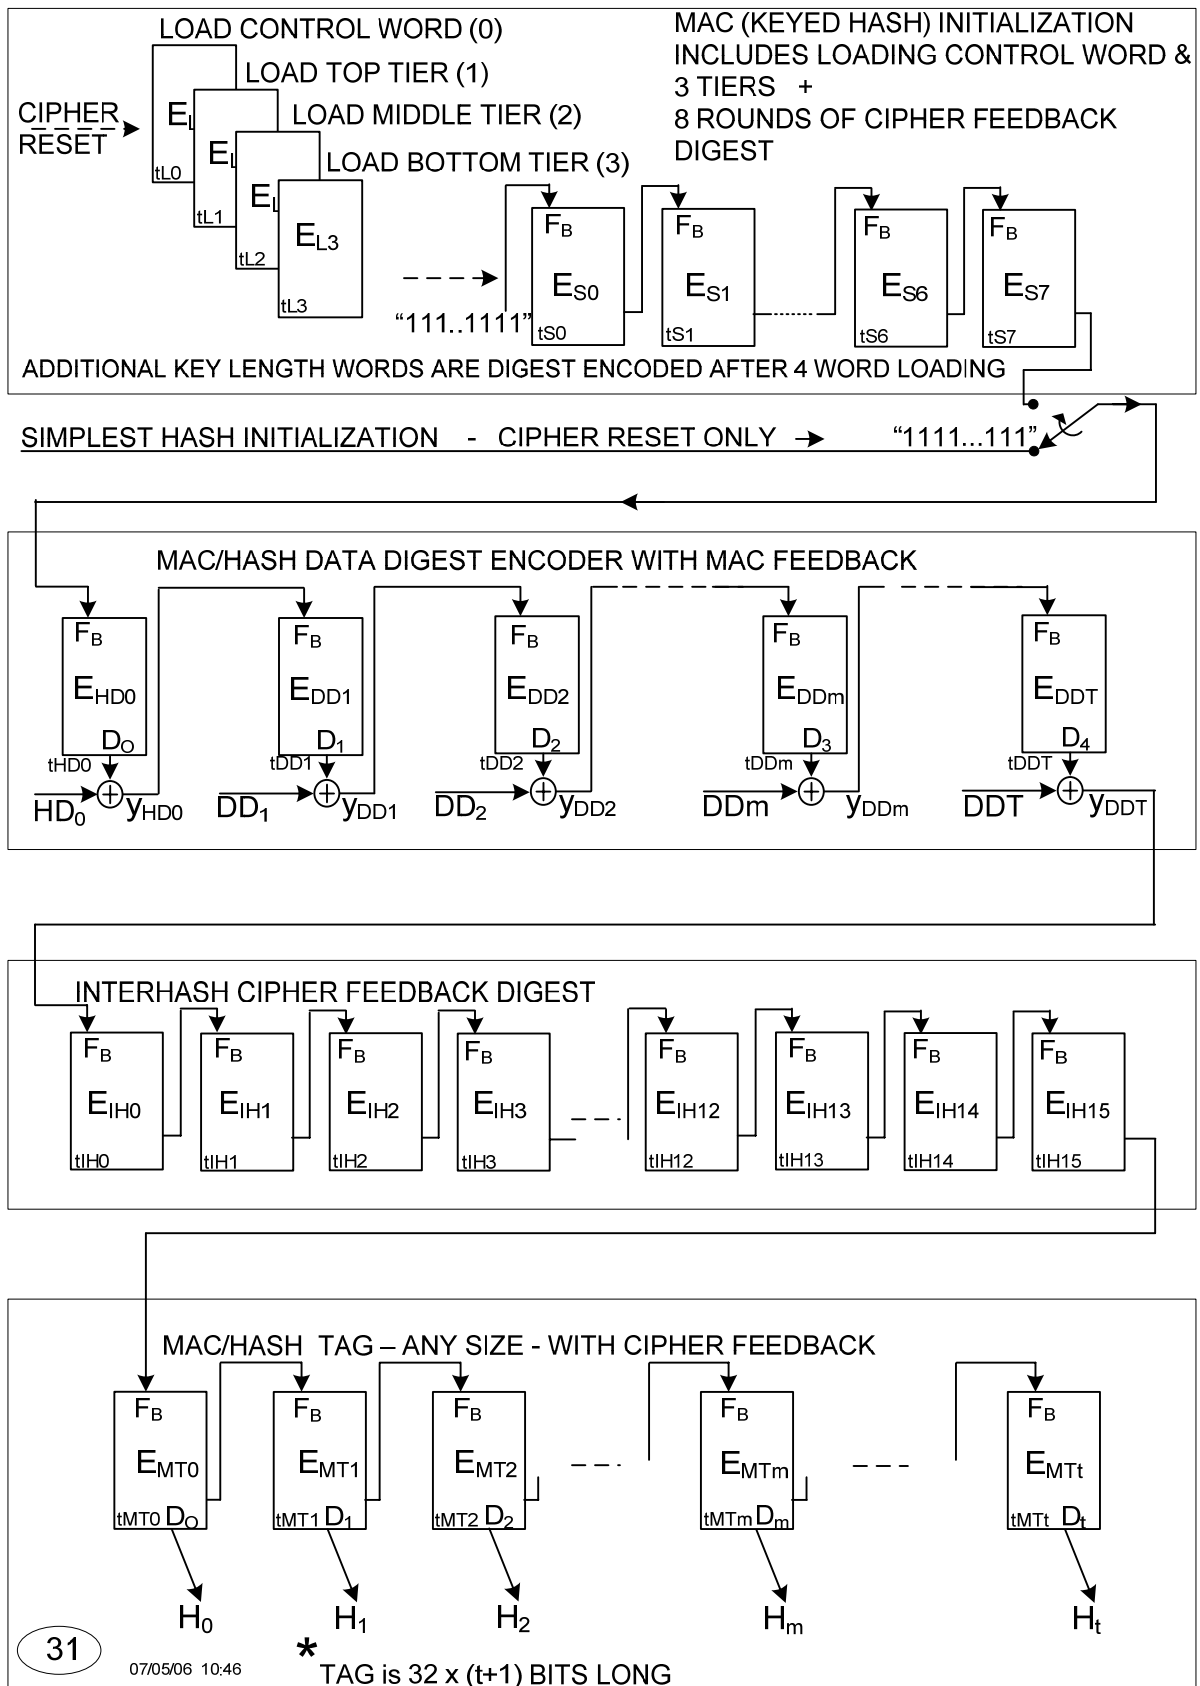 LOAD CONTROL WORD (0)
LOAD TOP TIER (1)
LOAD MIDDLE TIER (2)
LOAD BOTTOM TIER (3)
MAC (KEYED HASH) INITIALIZATION
INCLUDES LOADING CONTROL WORD &
3 TIERS +
8 ROUNDS OF CIPHER FEEDBACK
DIGEST
CIPHER
RESET
EL
tL0
EL
tL1
EL
tL2
EL3
tL3
“111..1111”
FB
ES0
tS0
FB
ES1
tS1
FB
ES6
tS6
FB
ES7
tS7
ADDITIONAL KEY LENGTH WORDS ARE DIGEST ENCODED AFTER 4 WORD LOADING
SIMPLEST HASH INITIALIZATION - CIPHER RESET ONLY → “1111...111”
MAC/HASH DATA DIGEST ENCODER WITH MAC FEEDBACK
FB FB FB FB FB
EHD0 EDD1 EDD2 EDDm EDDT
DO D1 D2 D3 D4
tHD0 tDD1 tDD2 tDDm tDDT
HD0 yHD0 DD1 yDD1 DD2 yDD2 DDm yDDm DDT yDDT
INTERHASH CIPHER FEEDBACK DIGEST
FB FB FB FB FB FB FB FB
EIH0 EIH1 EIH2 EIH3 EIH12 EIH13 EIH14 EIH15
tIH0 tIH1 tIH2 tIH3 tIH12 tIH13 tIH14 tIH15
MAC/HASH TAG – ANY SIZE - WITH CIPHER FEEDBACK
FB FB FB FB FB
EMT0 EMT1 EMT2 EMTm EMTt
tMT0 DO tMT1 D1 tMT2 D2 tMTm Dm tMTt Dt
H0 H1 H2 Hm Ht
31
07/05/06 10:46
* TAG is 32 x (t+1) BITS LONG